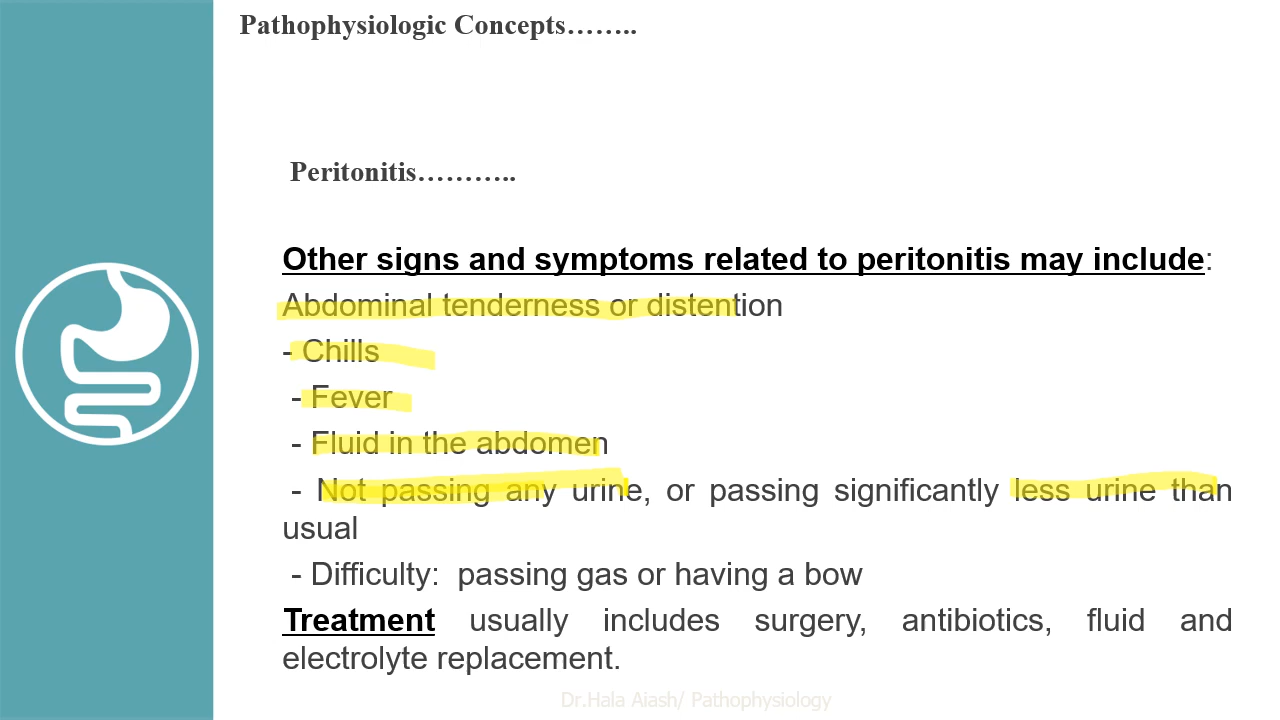 Pathophysiologic Concepts……..
Peritonitis………..
Other signs and symptoms related to peritonitis may include:
Abdominal tenderness or distention
- Chills
- Fever
- Fluid in the abdomen
- Not passing any urine, or passing significantly less urine than
usual
- Difficulty: passing gas or having a bow
Treatment usually includes surgery, antibiotics, fluid and
electrolyte replacement.
Dr.Hala Aiash/ Pathophysiology